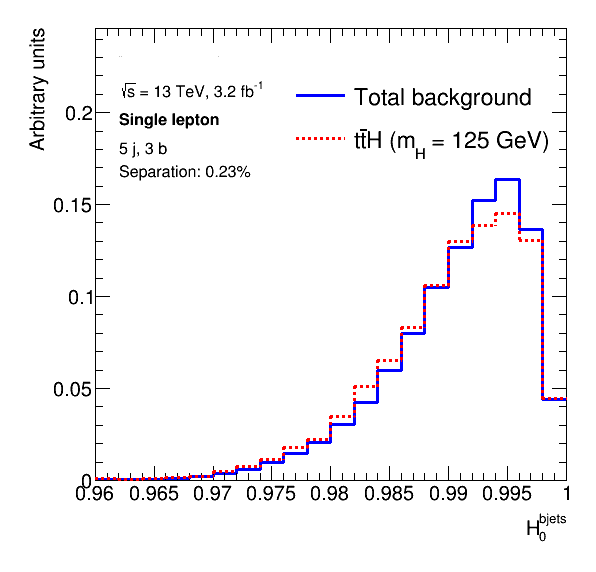 Arbitrary units
√s = 13 TeV, 3.2 fb⁻¹
Single lepton
5 j, 3 b
Separation: 0.23%
Total background
tt̄H (m_H = 125 GeV)
0.2
0.15
0.1
0.05
0
0.96 0.965 0.97 0.975 0.98 0.985 0.99 0.995 1
H₀^bjets